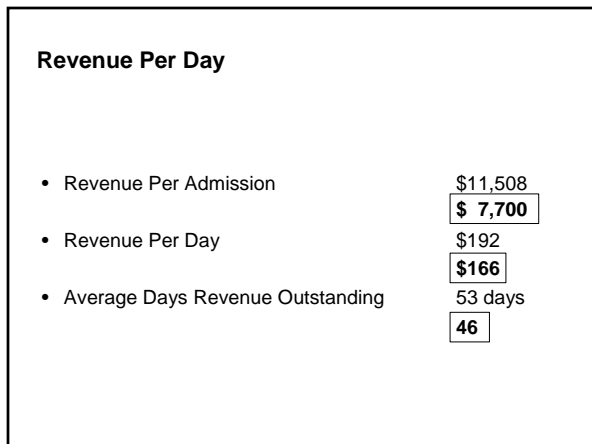 Revenue Per Day
• Revenue Per Admission $11,508
$ 7,700
• Revenue Per Day $192
$166
• Average Days Revenue Outstanding 53 days
46